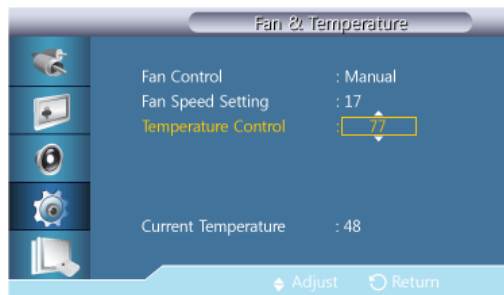 Fan & Temperature
Fan Control : Manual
Fan Speed Setting : 17
Temperature Control : 77
Current Temperature : 48
Adjust Return